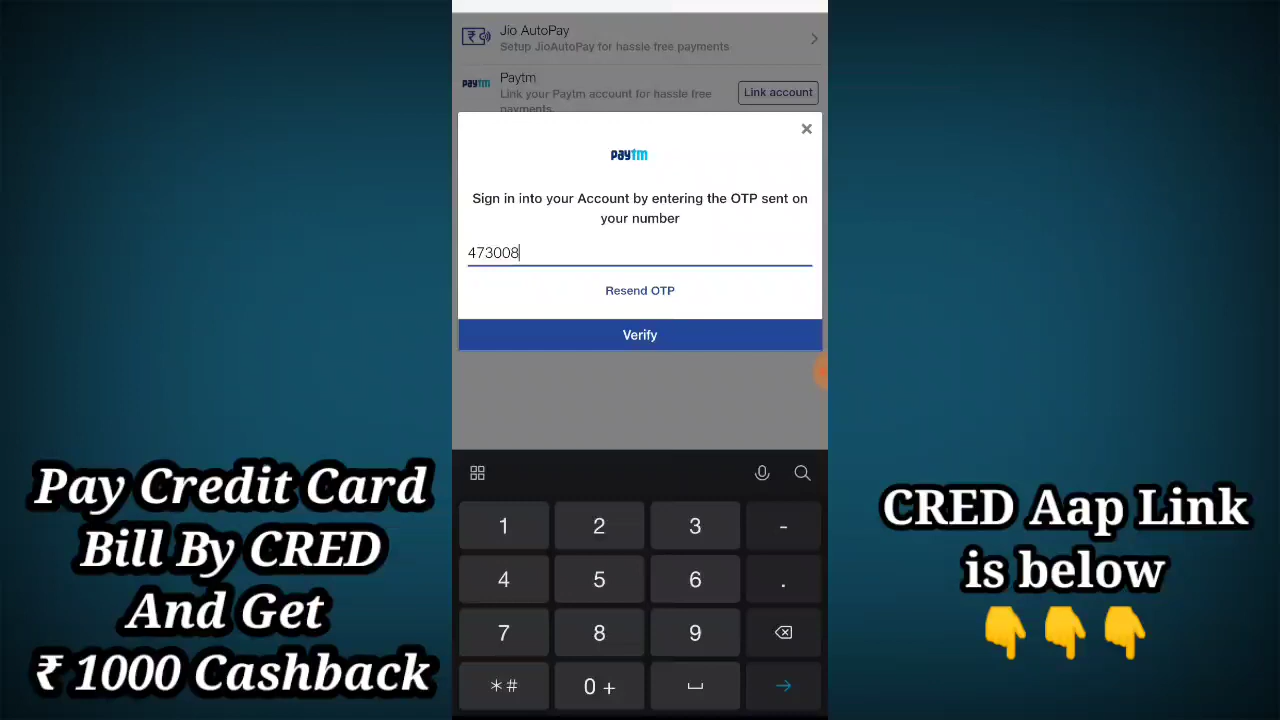 Jio AutoPay
Setup JioAutoPay for hassle free payments
paytm
Paytm
Link your Paytm account for hassle free
payments.
Link account
×
paytm
Sign in into your Account by entering the OTP sent on
your number
473008
Resend OTP
Verify
1 2 3 -
4 5 6 .
7 8 9
*# 0 +
Pay Credit Card
Bill By CRED
And Get
₹ 1000 Cashback
CRED Aap Link
is below
👇👇👇